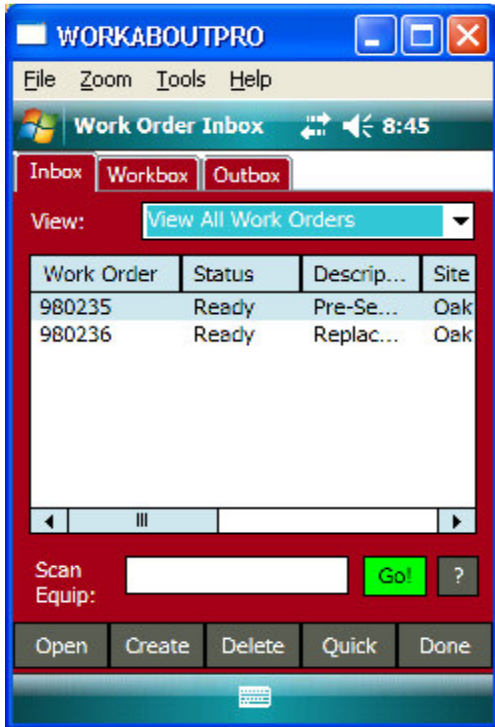 WORKABOUTPRO
File Zoom Tools Help
Work Order Inbox 8:45
Inbox Workbox Outbox
View: View All Work Orders
Work Order Status Descrip... Site
980235 Ready Pre-Se... Oak
980236 Ready Replac... Oak
Scan Equip: Go! ?
Open Create Delete Quick Done